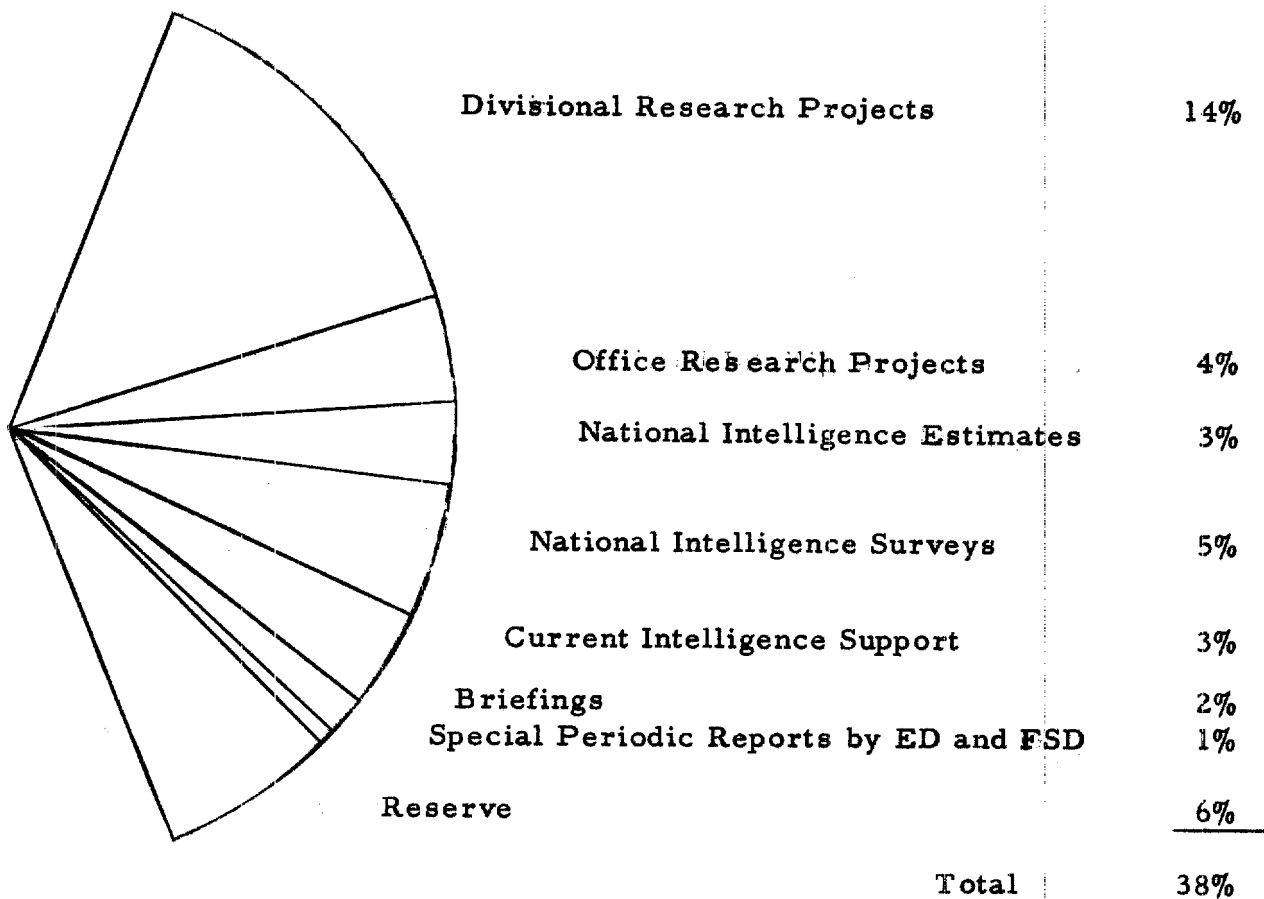 Divisional Research Projects 14%
Office Research Projects 4%
National Intelligence Estimates 3%
National Intelligence Surveys 5%
Current Intelligence Support 3%
Briefings 2%
Special Periodic Reports by ED and FSD 1%
Reserve 6%
Total 38%